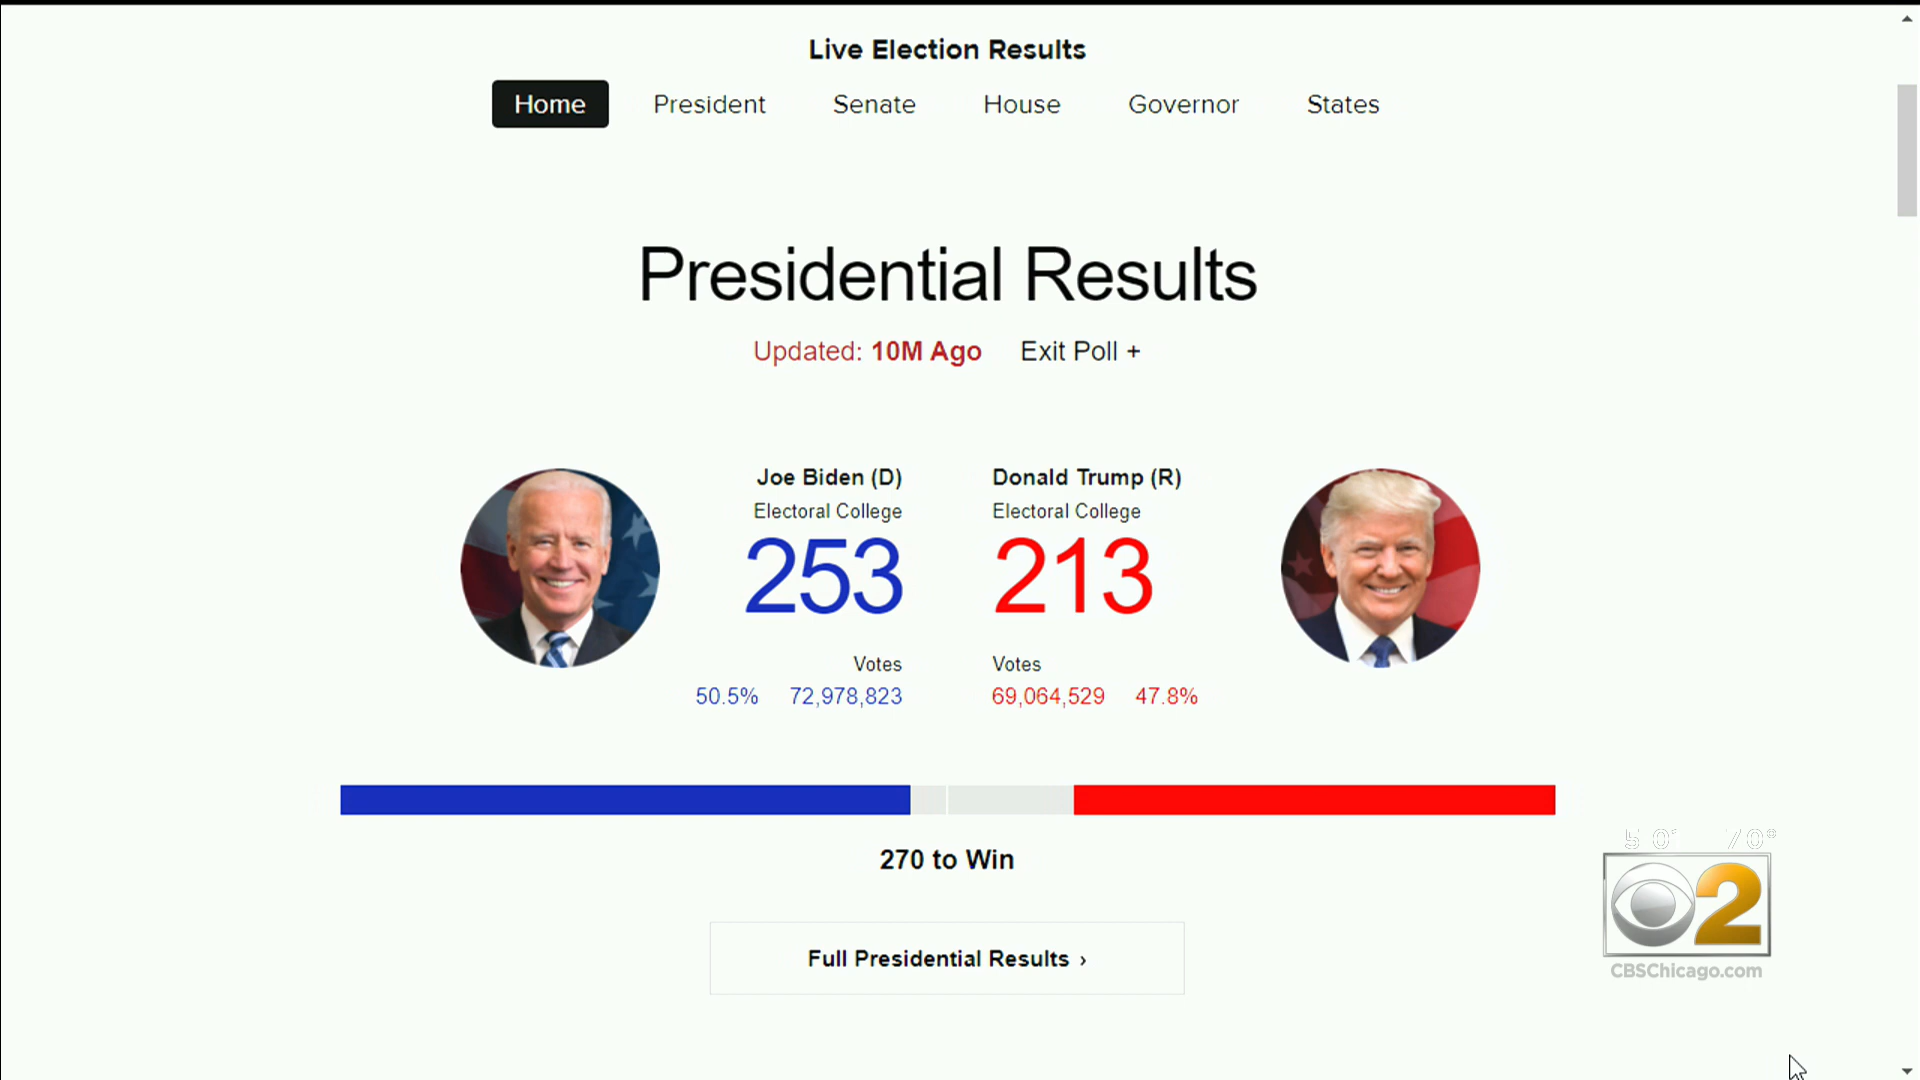 Live Election Results
Home President Senate House Governor States
Presidential Results
Updated: 10M Ago Exit Poll +
Joe Biden (D) Donald Trump (R)
Electoral College Electoral College
253 213
Votes Votes
50.5% 72,978,823 69,064,529 47.8%
270 to Win
Full Presidential Results ›
70°
2
CBSChicago.com